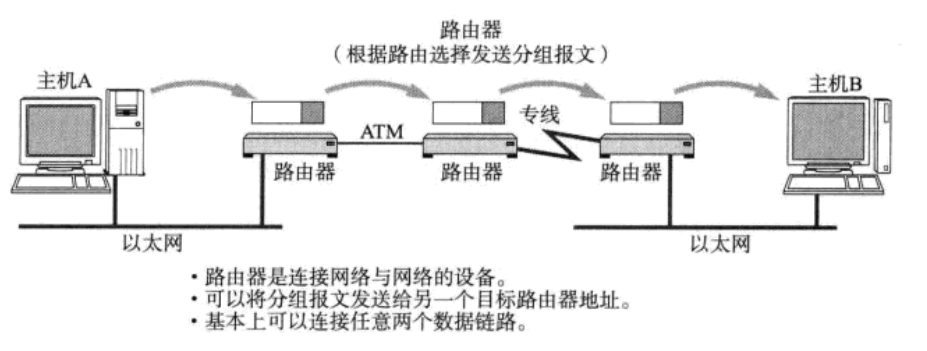 路由器
（根据路由选择发送分组报文）
主机A
主机B
ATM
专线
路由器
路由器
路由器
以太网
以太网
・路由器是连接网络与网络的设备。
・可以将分组报文发送给另一个目标路由器地址。
・基本上可以连接任意两个数据链路。